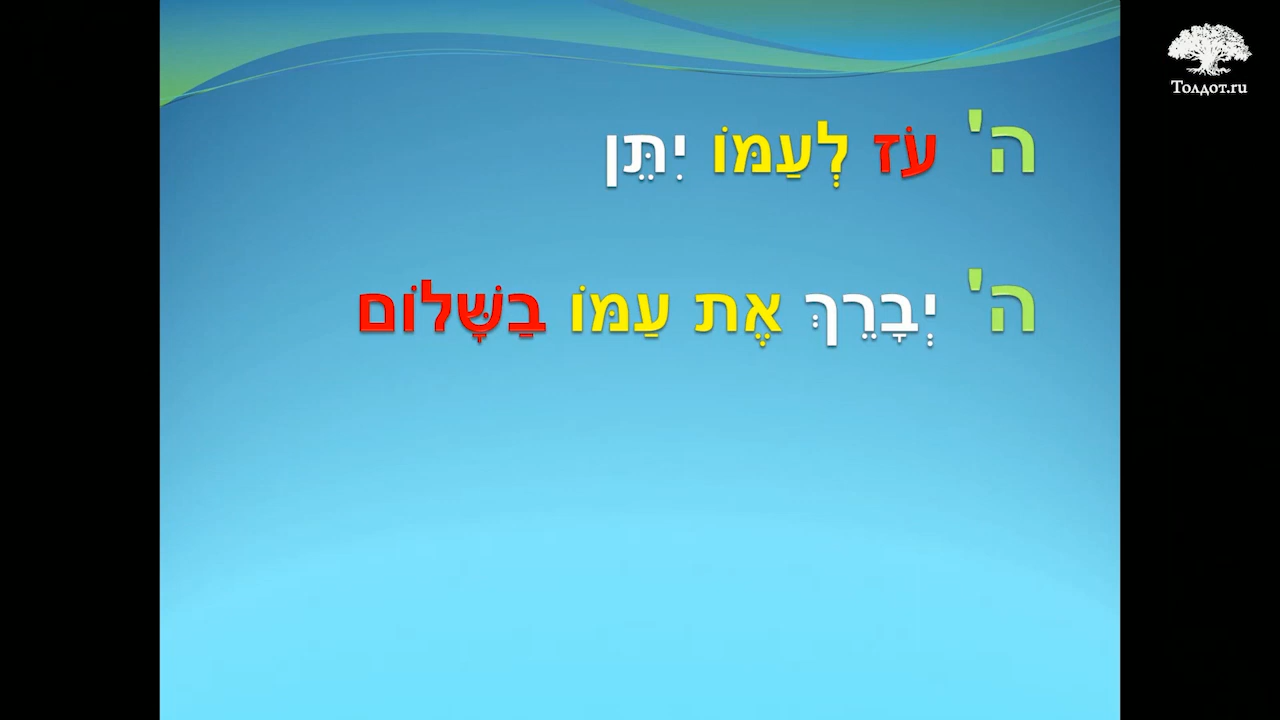 ה' עֹז לְעַמּוֹ יִתֵּן
ה' יְבָרֵךְ אֶת עַמּוֹ בַשָּׁלוֹם
Толдот.ru